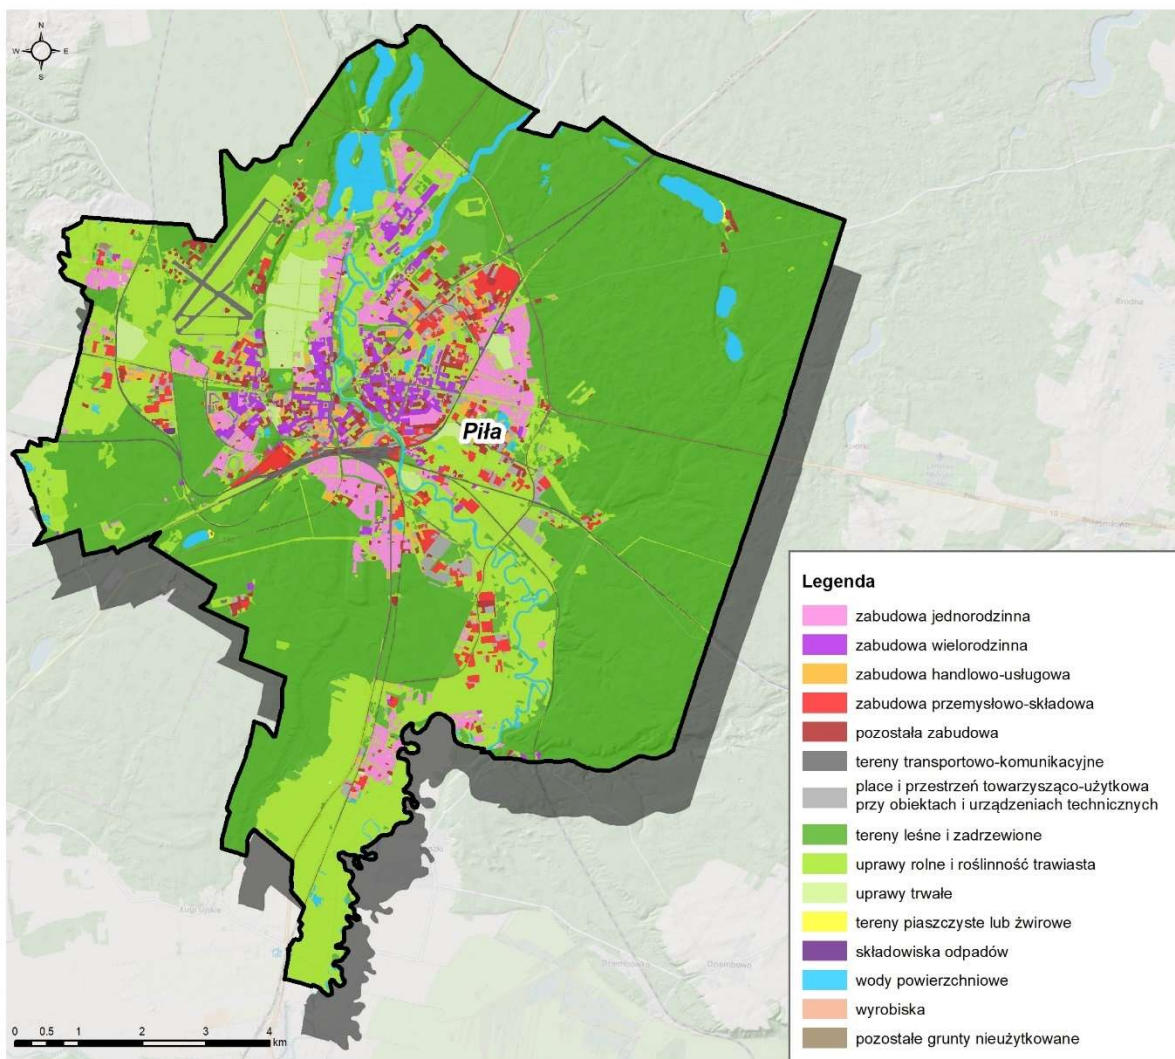 N
W E
S
Piła
Brodna
10
Legenda
zabudowa jednorodzinna
zabudowa wielorodzinna
zabudowa handlowo-usługowa
zabudowa przemysłowo-składowa
pozostała zabudowa
tereny transportowo-komunikacyjne
place i przestrzeń towarzysząco-użytkowa
przy obiektach i urządzeniach technicznych
tereny leśne i zadrzewione
uprawy rolne i roślinność trawiasta
uprawy trwałe
tereny piaszczyste lub żwirowe
składowiska odpadów
wody powierzchniowe
wyrobiska
pozostałe grunty nieużytkowane
0 0.5 1 2 3 4
km